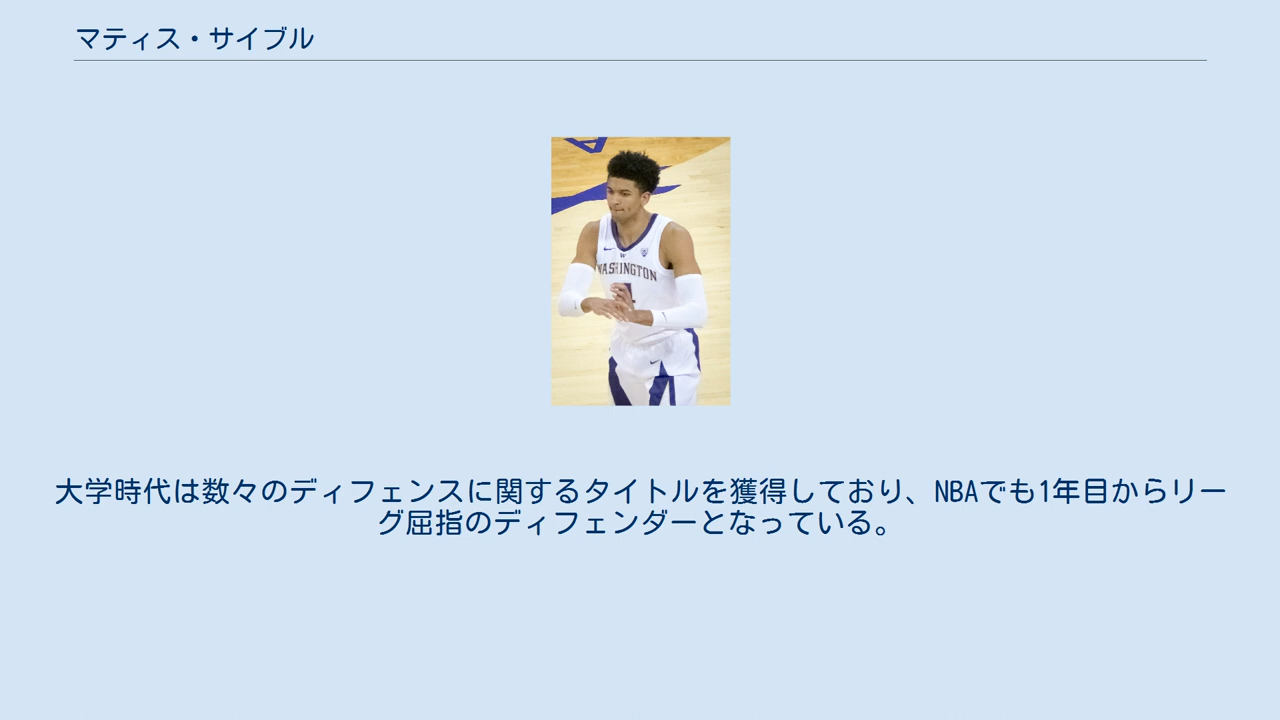 マティス・サイブル
WASHINGTON
大学時代は数々のディフェンスに関するタイトルを獲得しており、NBAでも1年目からリー
グ屈指のディフェンダーとなっている。